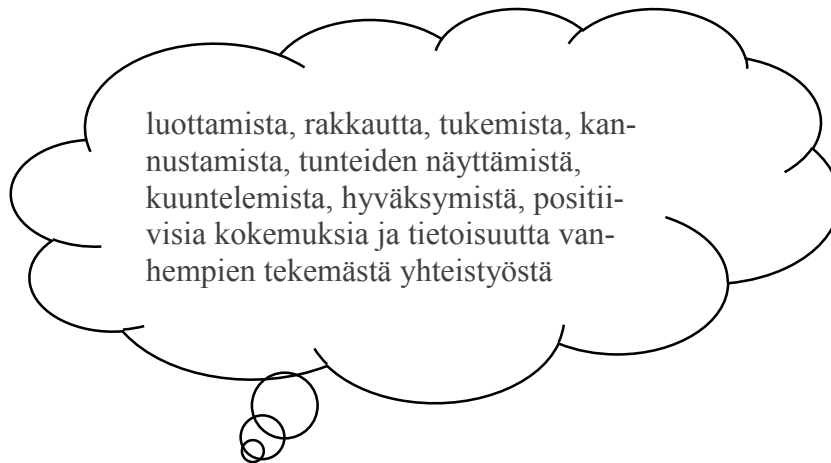 luottamista, rakkautta, tukemista, kan-
nustamista, tunteiden näyttämistä,
kuuntelemista, hyväksymistä, positii-
visia kokemuksia ja tietoisuutta van-
hempien tekemästä yhteistyöstä